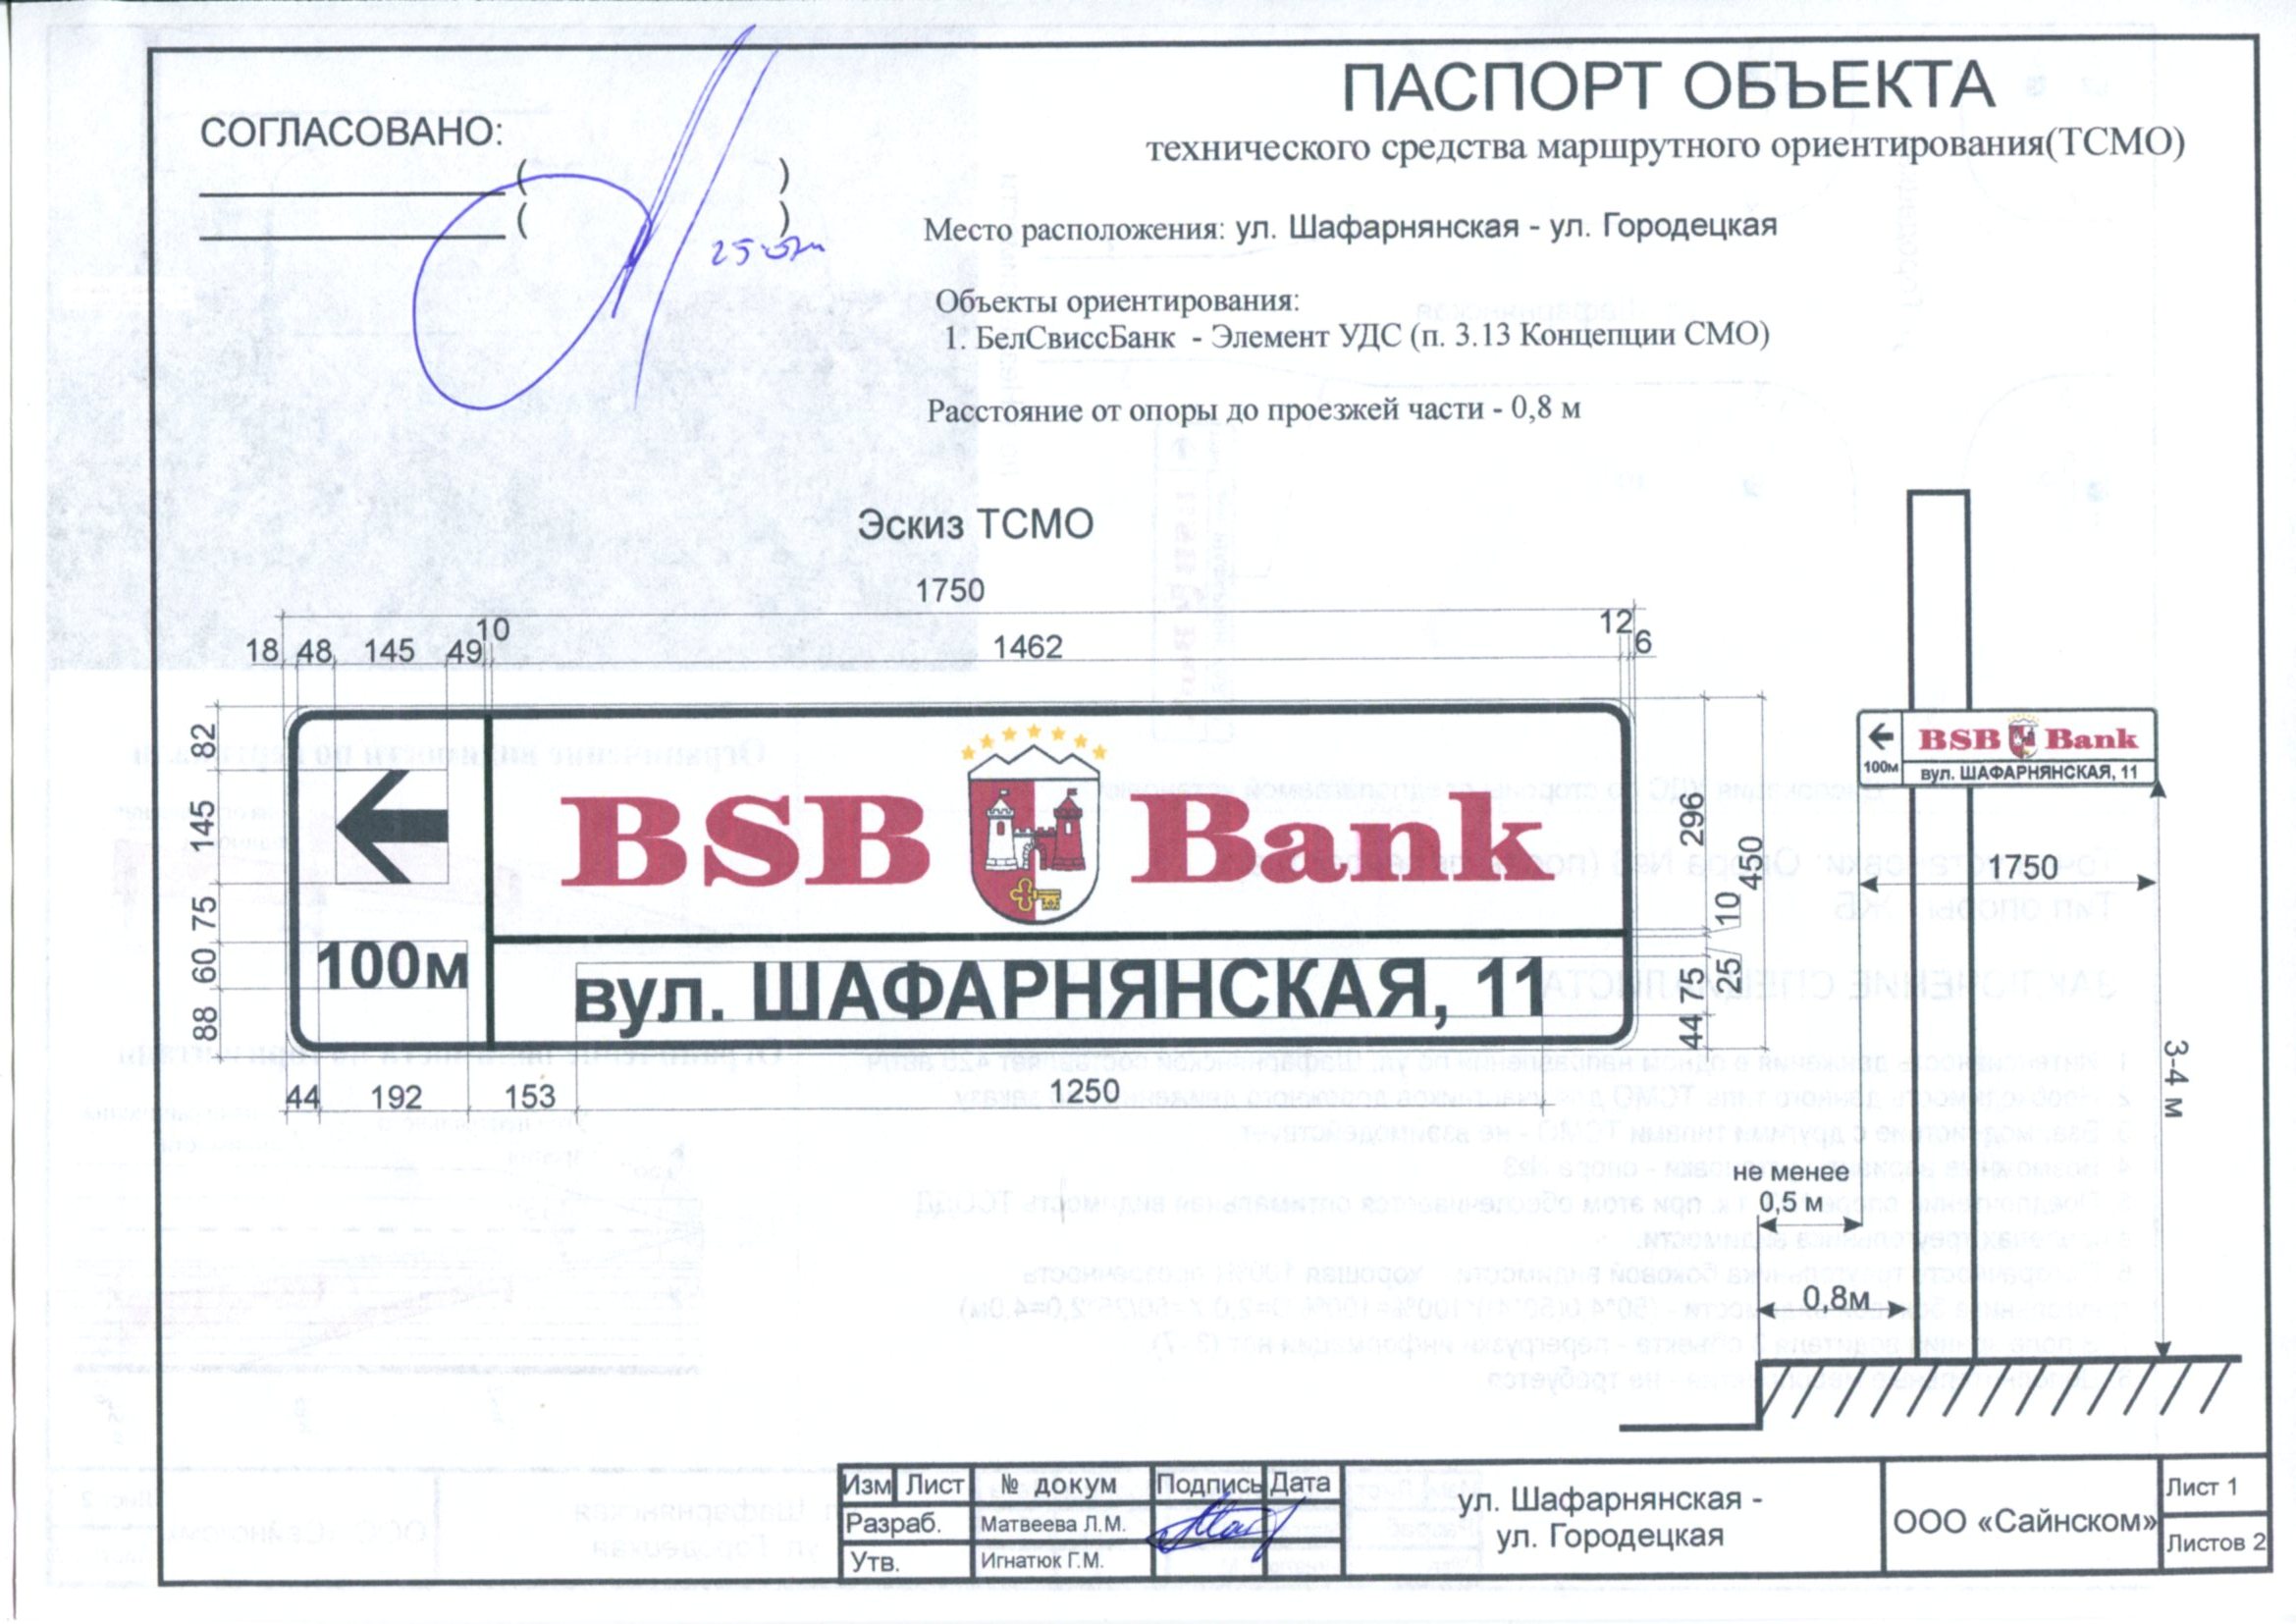 ПАСПОРТ ОБЪЕКТА
технического средства маршрутного ориентирования(ТСМО)
СОГЛАСОВАНО:
( )
( )
Место расположения: ул. Шафарнянская - ул. Городецкая
Объекты ориентирования:
1. БелСвиссБанк - Элемент УДС (п. 3.13 Концепции СМО)
Расстояние от опоры до проезжей части - 0,8 м
Эскиз ТСМО
1750
18 48 145 49 10 1462 12 6
82
145
75
60
88
BSB Bank
100м
вул. ШАФАРНЯНСКАЯ, 11
296
450
10
25
75
44
44 192 153 1250
BSB Bank
100м
вул. ШАФАРНЯНСКАЯ, 11
1750
3-4 м
не менее
0,5 м
0,8м
Изм Лист № докум Подпись Дата
Разраб. Матвеева Л.М.
Утв. Игнатюк Г.М.
ул. Шафарнянская -
ул. Городецкая
ООО «Сайнском»
Лист 1
Листов 2